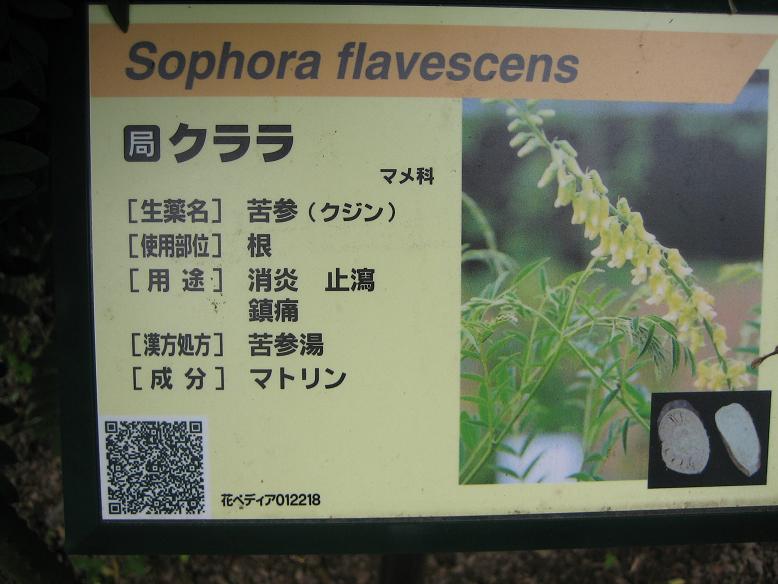 Sophora flavescens
局 クララ
マメ科
［生薬名］ 苦参（クジン）
［使用部位］ 根
［用 途］ 消炎 止瀉
鎮痛
［漢方処方］ 苦参湯
［成 分］ マトリン
花ペディア012218